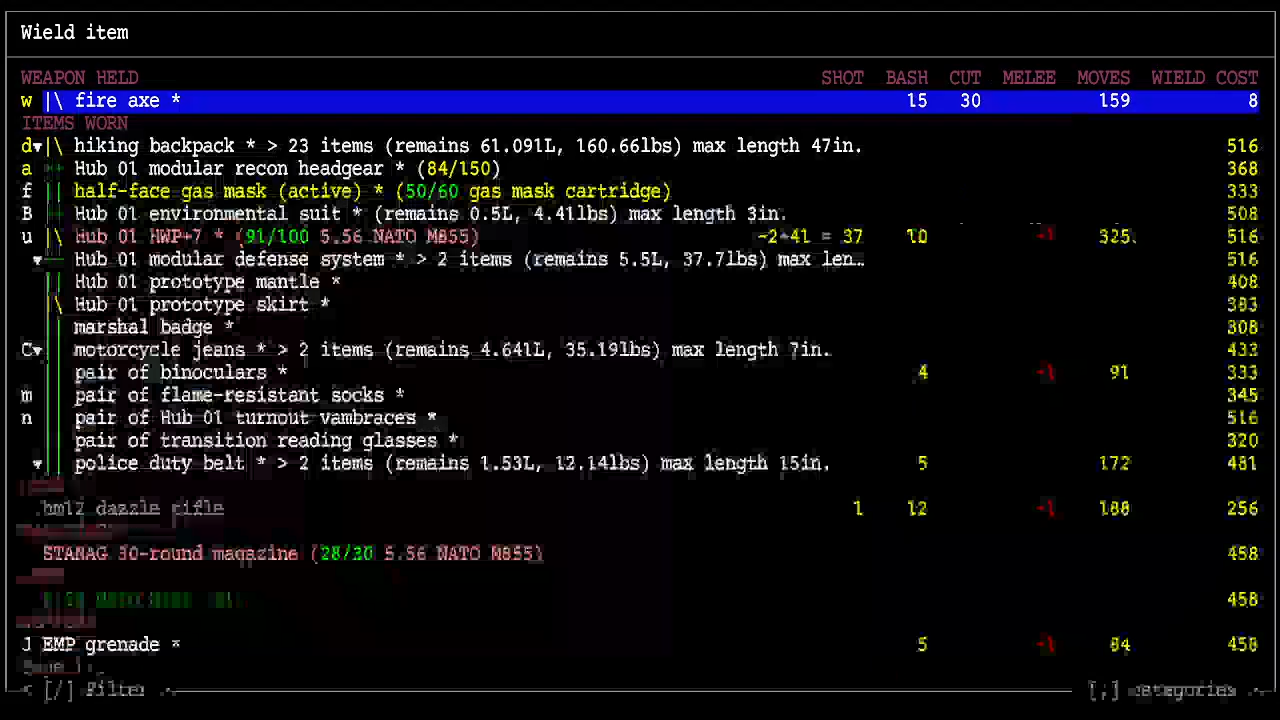 Wield item
WEAPON HELD SHOT BASH CUT MELEE MOVES WIELD COST
w |\ fire axe * 15 30 159 8
ITEMS WORN
d▼|\ hiking backpack * > 23 items (remains 61.091L, 160.66lbs) max length 47in. 516
a Hub 01 modular recon headgear * (84/150) 368
f || half-face gas mask (active) * (50/60 gas mask cartridge) 333
B || Hub 01 environmental suit * (remains 0.5L, 4.41lbs) max length 3in. 508
u |\ Hub 01 HWP+7 * (91/100 5.56 NATO M855) ~2+41 = 37 10 -1 325 516
▼ Hub 01 modular defense system * > 2 items (remains 5.5L, 37.7lbs) max len… 516
|| Hub 01 prototype mantle * 408
|\ Hub 01 prototype skirt * 383
|| marshal badge * 308
C▼|| motorcycle jeans * > 2 items (remains 4.641L, 35.19lbs) max length 7in. 433
|| pair of binoculars * 4 -1 91 333
m || pair of flame-resistant socks * 345
n || pair of Hub 01 turnout vambraces * 516
|| pair of transition reading glasses * 320
▼|| police duty belt * > 2 items (remains 1.53L, 12.14lbs) max length 15in. 5 172 481
hm12 dazzle rifle 1 12 -1 188 256
STANAG 30-round magazine (28/30 5.56 NATO M855) 458
458
J EMP grenade * 5 -1 84 458
< [/] Filter [;] categories